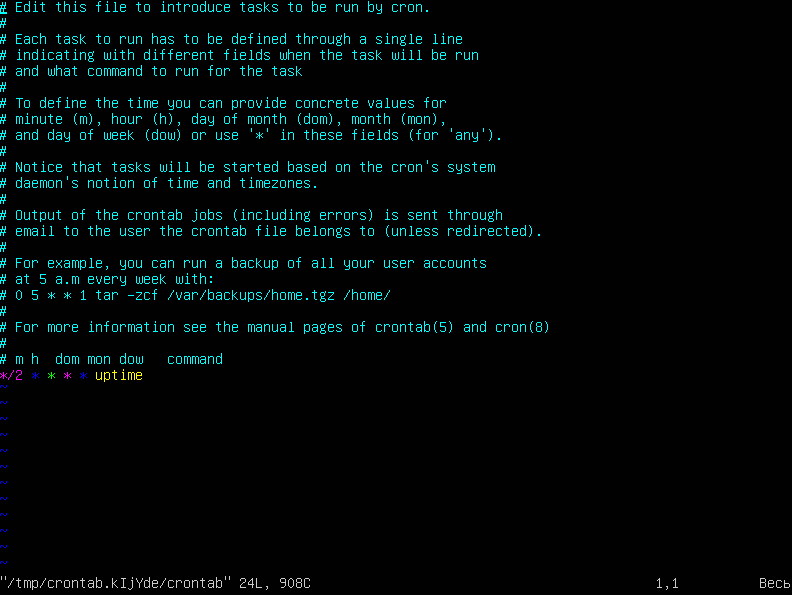 # Edit this file to introduce tasks to be run by cron.
#
# Each task to run has to be defined through a single line
# indicating with different fields when the task will be run
# and what command to run for the task
#
# To define the time you can provide concrete values for
# minute (m), hour (h), day of month (dom), month (mon),
# and day of week (dow) or use '*' in these fields (for 'any').
#
# Notice that tasks will be started based on the cron's system
# daemon's notion of time and timezones.
#
# Output of the crontab jobs (including errors) is sent through
# email to the user the crontab file belongs to (unless redirected).
#
# For example, you can run a backup of all your user accounts
# at 5 a.m every week with:
# 0 5 * * 1 tar -zcf /var/backups/home.tgz /home/
#
# For more information see the manual pages of crontab(5) and cron(8)
#
# m h  dom mon dow   command
*/2 * * * * uptime
~
~
~
~
~
~
~
~
~
~
~
~
"/tmp/crontab.kIjYde/crontab" 24L, 908C 1,1 Весь